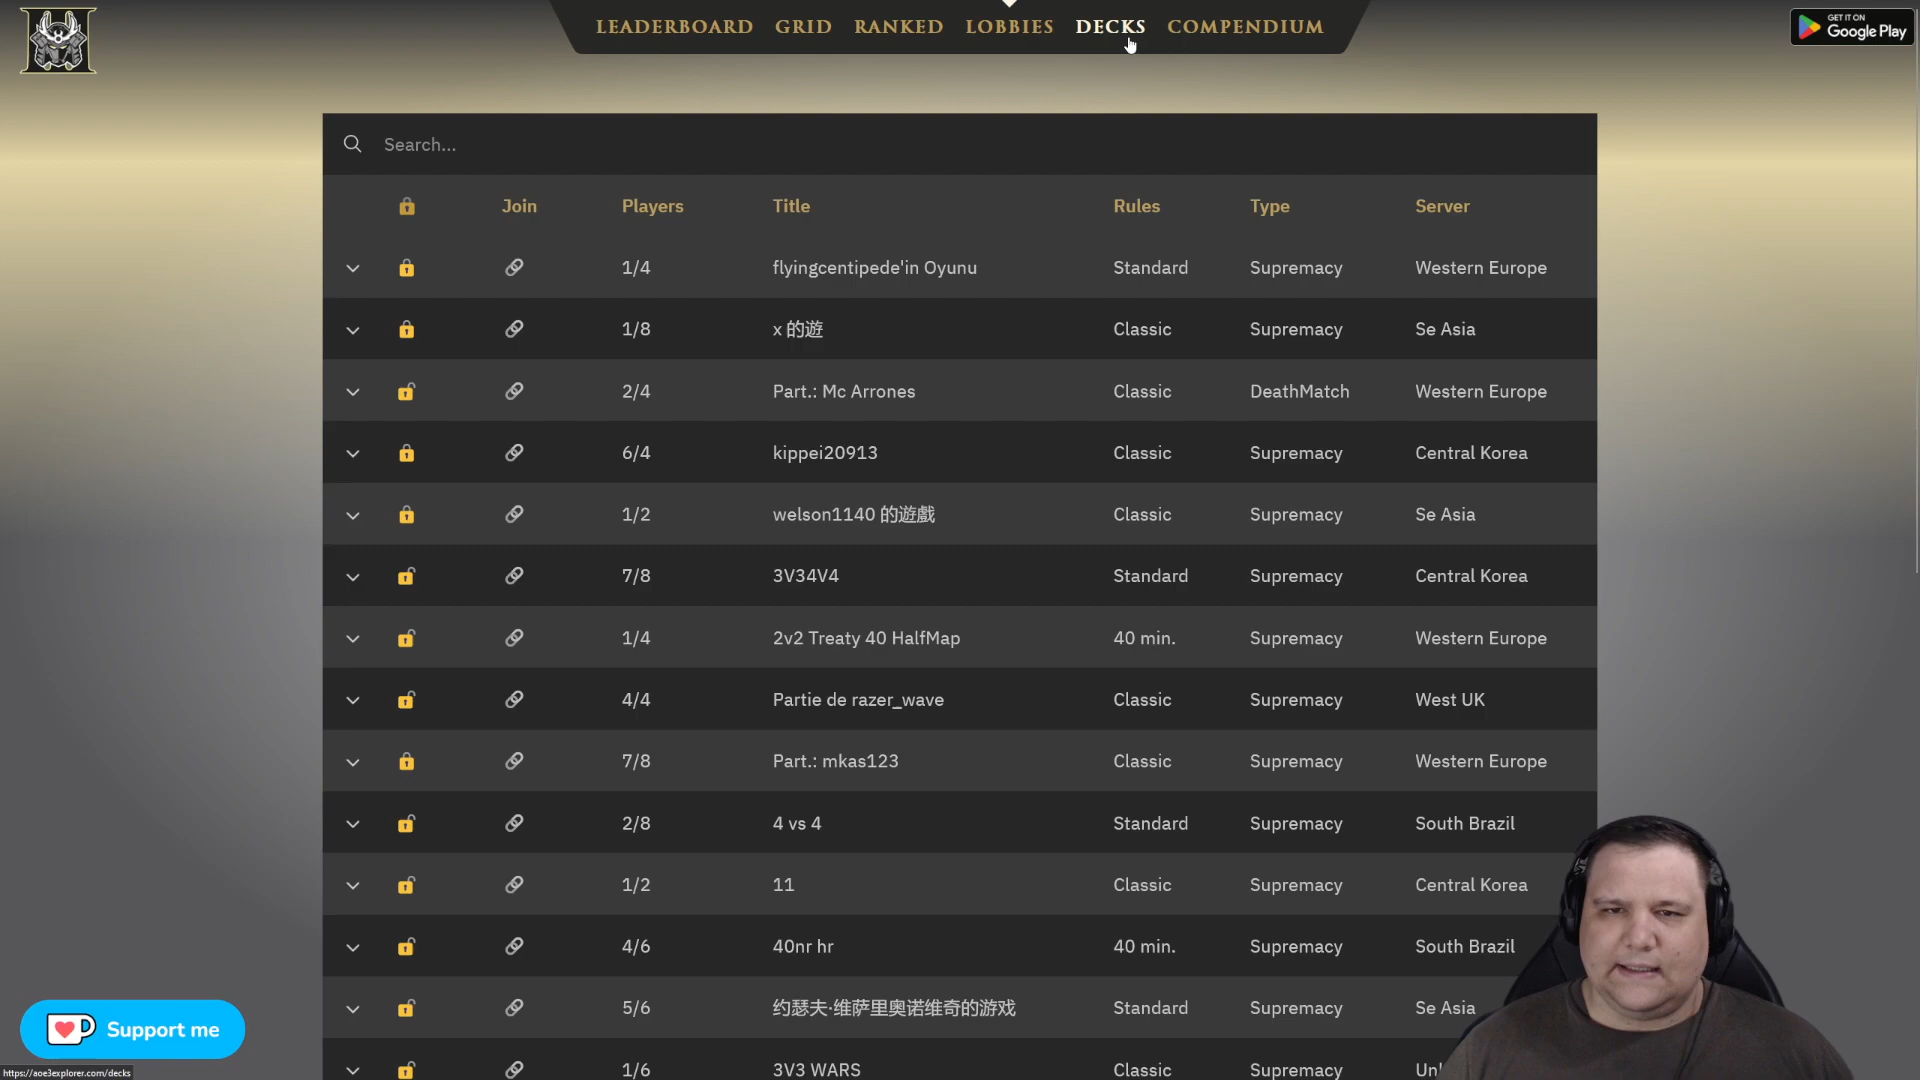 LEADERBOARD GRID RANKED LOBBIES DECKS COMPENDIUM
GET IT ON
Google Play
Search...
Join Players Title Rules Type Server
1/4 flyingcentipede'in Oyunu Standard Supremacy Western Europe
1/8 x 的遊 Classic Supremacy Se Asia
2/4 Part.: Mc Arrones Classic DeathMatch Western Europe
6/4 kippei20913 Classic Supremacy Central Korea
1/2 welson1140 的遊戲 Classic Supremacy Se Asia
7/8 3V34V4 Standard Supremacy Central Korea
1/4 2v2 Treaty 40 HalfMap 40 min. Supremacy Western Europe
4/4 Partie de razer_wave Classic Supremacy West UK
7/8 Part.: mkas123 Classic Supremacy Western Europe
2/8 4 vs 4 Standard Supremacy South Brazil
1/2 11 Classic Supremacy Central Korea
4/6 40nr hr 40 min. Supremacy South Brazil
5/6 约瑟夫·维萨里奥诺维奇的游戏 Standard Supremacy Se Asia
1/6 3V3 WARS Classic Supremacy
Support me
https://aoe3explorer.com/decks